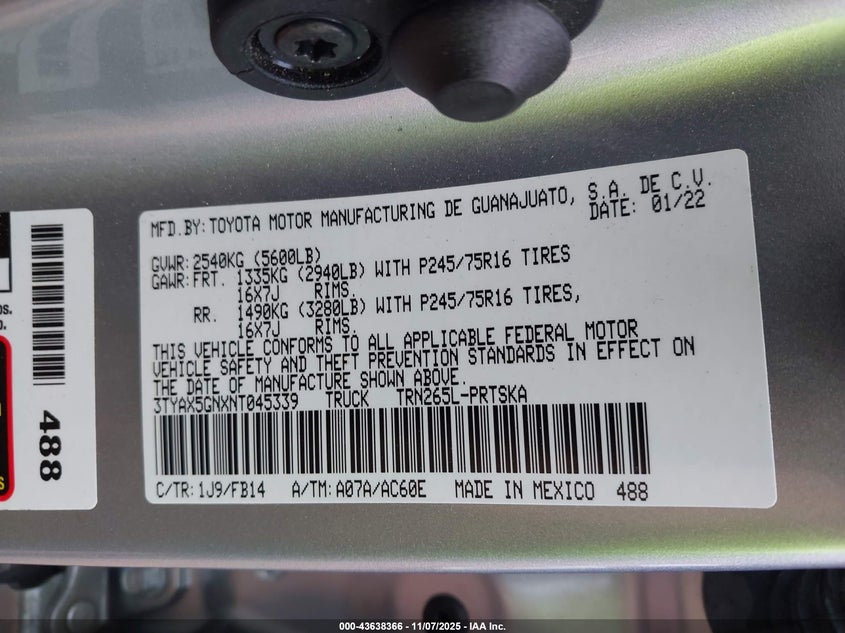 MFD.BY: TOYOTA MOTOR MANUFACTURING DE GUANAJUATO, S.A. DE C.V.
DATE: 01/22
GVWR: 2540KG (5600LB)
GAWR: FRT. 1335KG (2940LB) WITH P245/75R16 TIRES
16X7J RIMS.
RR. 1490KG (3280LB) WITH P245/75R16 TIRES,
16X7J RIMS.
THIS VEHICLE CONFORMS TO ALL APPLICABLE FEDERAL MOTOR
VEHICLE SAFETY AND THEFT PREVENTION STANDARDS IN EFFECT ON
THE DATE OF MANUFACTURE SHOWN ABOVE.
3TYAX5GNXNT045339 TRUCK TRN265L-PRTSKA
C/TR: 1J9/FB14 A/TM: A07A/AC60E MADE IN MEXICO 488
488
000-43638366 - 11/07/2025 - IAA Inc.